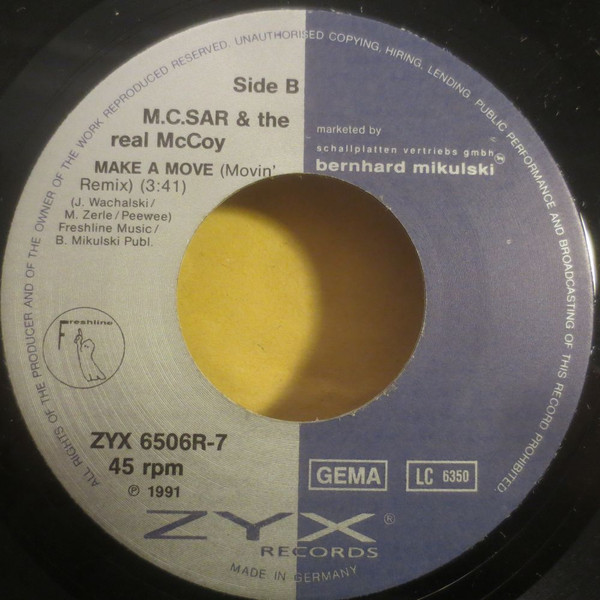 ALL RIGHTS OF THE PRODUCER AND OF THE OWNER OF THE WORK REPRODUCED RESERVED. UNAUTHORISED COPYING, HIRING, LENDING, PUBLIC PERFORMANCE AND BROADCASTING OF THIS RECORD PROHIBITED.
Side B
M.C.SAR & the
real McCoy
MAKE A MOVE (Movin'
Remix) (3:41)
(J. Wachalski/
M. Zerle/Peewee)
Freshline Music/
B. Mikulski Publ.
marketed by
schallplatten vertriebs gmbh
bernhard mikulski
Freshline
ZYX 6506R-7
45 rpm
℗ 1991
GEMA
LC 6350
ZYX®
RECORDS
MADE IN GERMANY